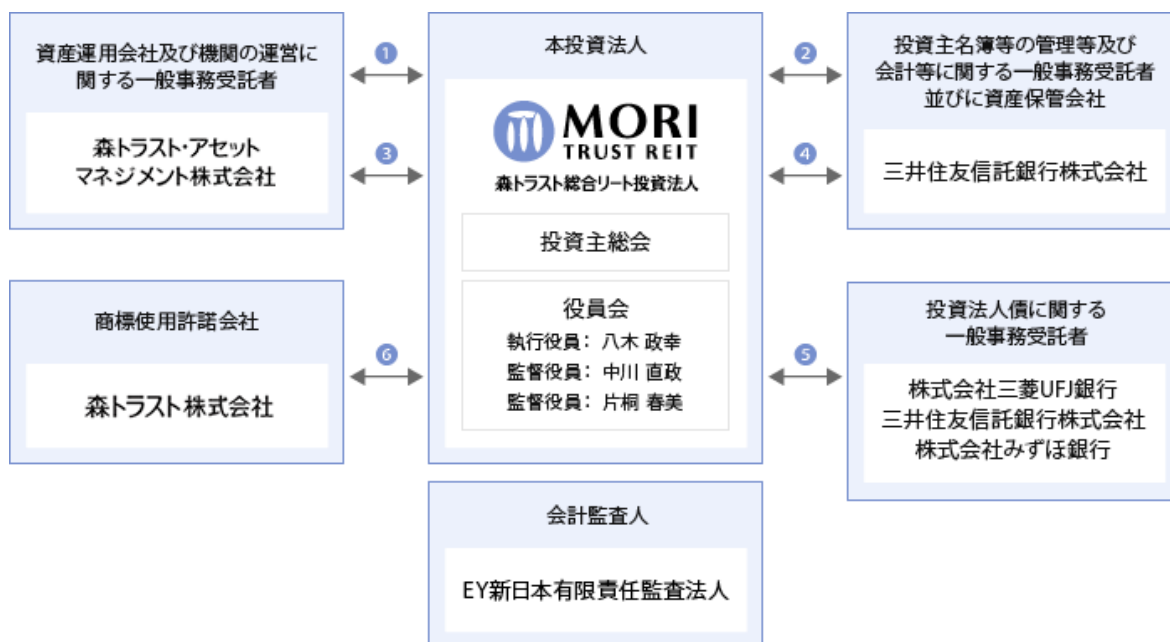 資産運用会社及び機関の運営に
関する一般事務受託者
森トラスト・アセット
マネジメント株式会社
1
3
本投資法人
MORI
TRUST REIT
森トラスト総合リート投資法人
投資主総会
役員会
執行役員： 八木 政幸
監督役員： 中川 直政
監督役員： 片桐 春美
2
4
投資主名簿等の管理等及び
会計等に関する一般事務受託者
並びに資産保管会社
三井住友信託銀行株式会社
商標使用許諾会社
森トラスト株式会社
6
5
投資法人債に関する
一般事務受託者
株式会社三菱UFJ銀行
三井住友信託銀行株式会社
株式会社みずほ銀行
会計監査人
EY新日本有限責任監査法人